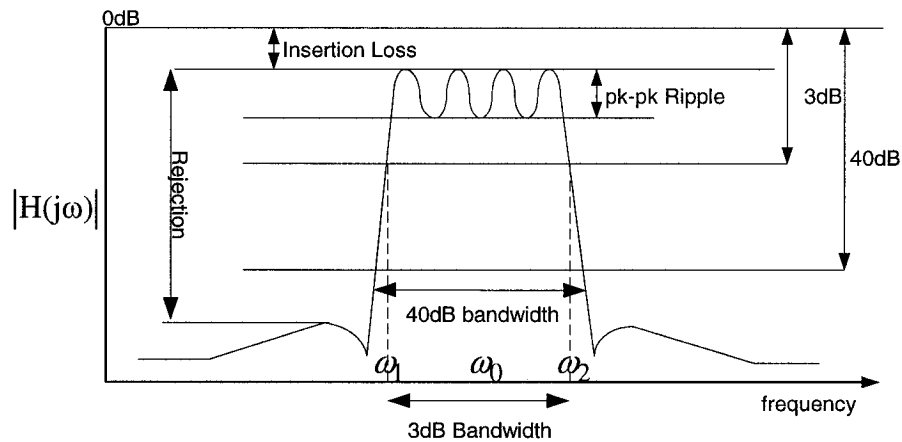 0dB
Insertion Loss
pk-pk Ripple
3dB
40dB
Rejection
|H(jω)|
40dB bandwidth
ω1 ω0 ω2
frequency
3dB Bandwidth